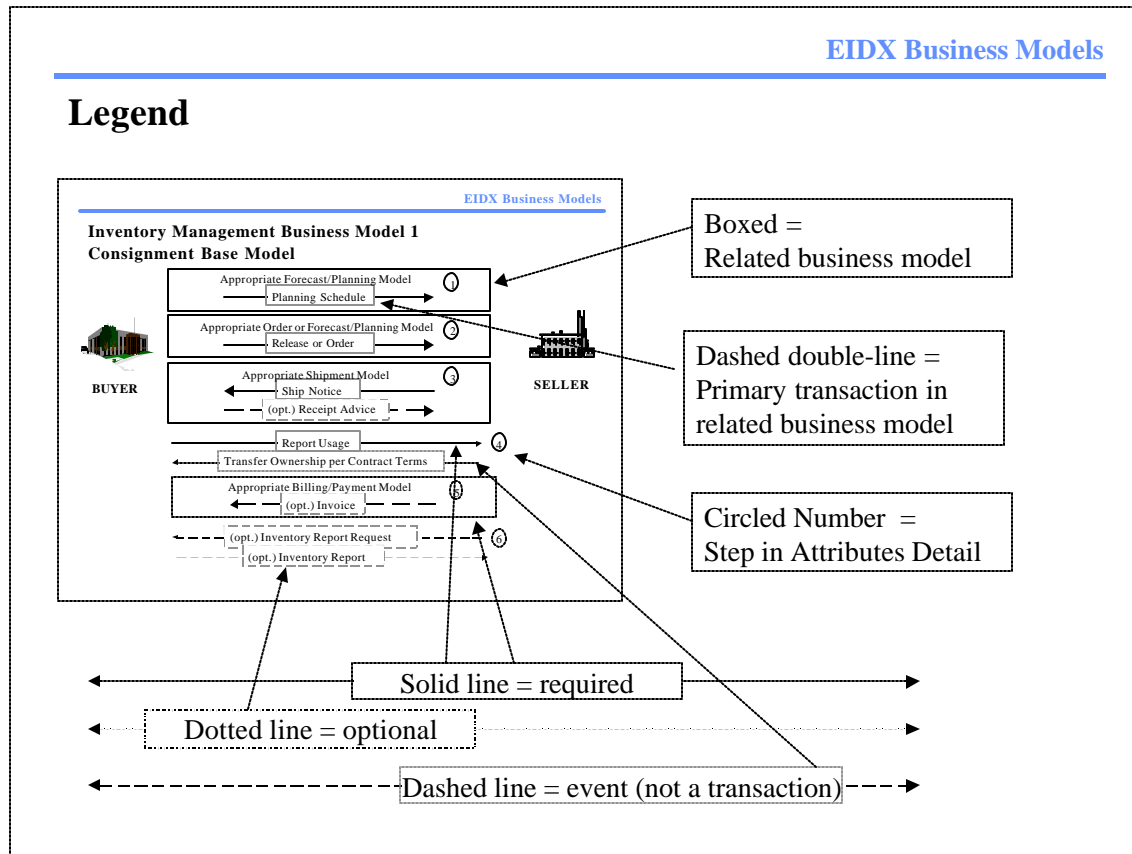 EIDX Business Models
Legend
EIDX Business Models
Inventory Management Business Model 1
Consignment Base Model
Appropriate Forecast/Planning Model
1
Planning Schedule
Appropriate Order or Forecast/Planning Model
2
Release or Order
BUYER
SELLER
Appropriate Shipment Model
3
Ship Notice
(opt.) Receipt Advice
Report Usage
4
Transfer Ownership per Contract Terms
Appropriate Billing/Payment Model
5
(opt.) Invoice
(opt.) Inventory Report Request
6
(opt.) Inventory Report
Boxed =
Related business model
Dashed double-line =
Primary transaction in
related business model
Circled Number =
Step in Attributes Detail
Solid line = required
Dotted line = optional
Dashed line = event (not a transaction)